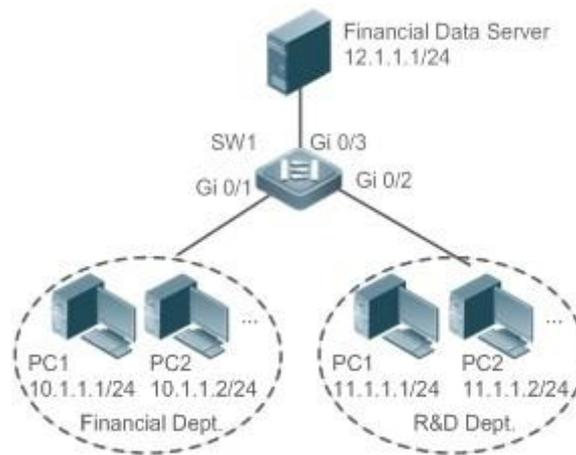 Financial Data Server
12.1.1.1/24
SW1
Gi 0/3
Gi 0/1
Gi 0/2
...
...
PC1
PC2
PC1
PC2
10.1.1.1/24
10.1.1.2/24
11.1.1.1/24
11.1.1.2/24
Financial Dept.
R&D Dept.